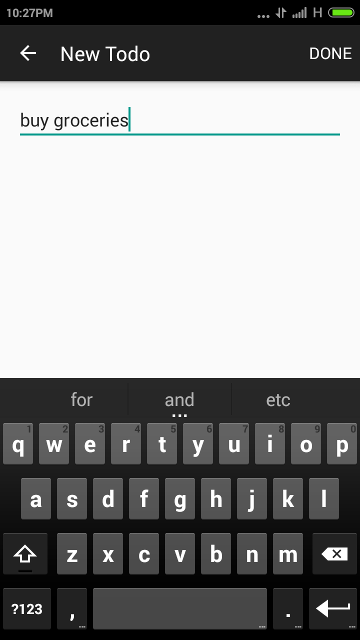 10:27PM H
New Todo DONE
buy groceries
for and etc
1 2 3 4 5 6 7 8 9 0
q w e r t y u i o p
a s d f g h j k l
z x c v b n m
?123 , .